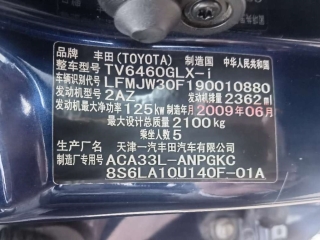 品牌 丰田(TOYOTA) 制造国 中华人民共和国
整车型号 TV6460GLX-i
车辆识别代号 LFMJW30F190010880
发动机型号 2AZ 发动机排量 2362 ml
发动机最大净功率 125kW 制造年月 2009年06月
最大设计总质量 2100kg
乘坐人数 5
厂名 天津一汽丰田汽车有限公司
制造厂专用号 ACA33L-ANPGKC
8S6LA10U140F-01A